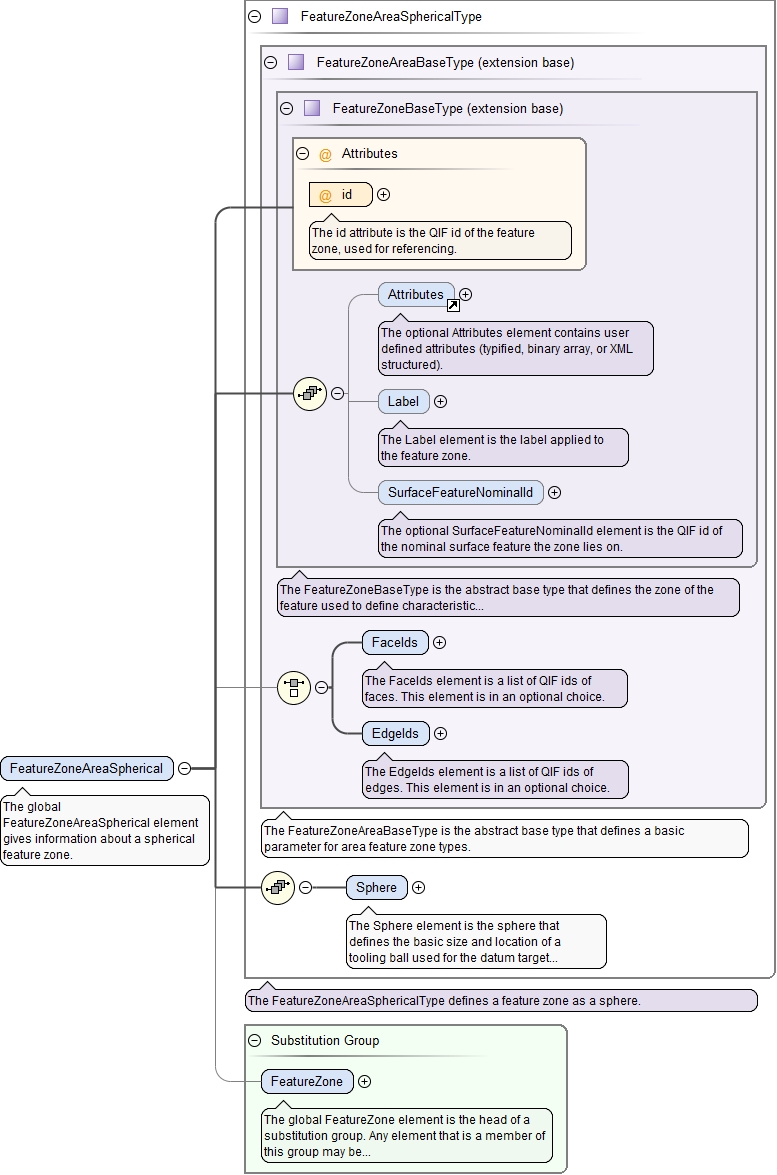 FeatureZoneAreaSphericalType
FeatureZoneAreaBaseType (extension base)
FeatureZoneBaseType (extension base)
@ Attributes
@ id
The id attribute is the QIF id of the feature
zone, used for referencing.
Attributes
The optional Attributes element contains user
defined attributes (typified, binary array, or XML
structured).
Label
The Label element is the label applied to
the feature zone.
SurfaceFeatureNominalId
The optional SurfaceFeatureNominalId element is the QIF id of
the nominal surface feature the zone lies on.
The FeatureZoneBaseType is the abstract base type that defines the zone of the
feature used to define characteristic...
FaceIds
The FaceIds element is a list of QIF ids of
faces. This element is in an optional choice.
EdgeIds
The EdgeIds element is a list of QIF ids of
edges. This element is in an optional choice.
FeatureZoneAreaSpherical
The global
FeatureZoneAreaSpherical element
gives information about a spherical
feature zone.
The FeatureZoneAreaBaseType is the abstract base type that defines a basic
parameter for area feature zone types.
Sphere
The Sphere element is the sphere that
defines the basic size and location of a
tooling ball used for the datum target...
The FeatureZoneAreaSphericalType defines a feature zone as a sphere.
Substitution Group
FeatureZone
The global FeatureZone element is the head of a
substitution group. Any element that is a member of
this group may be...